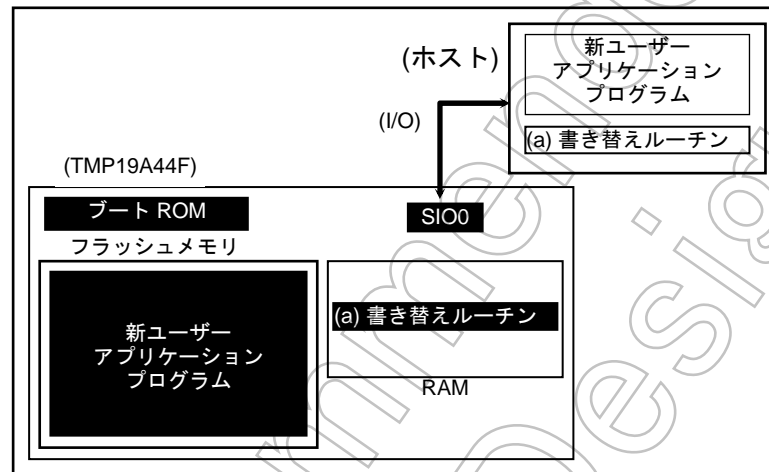 (ホスト)
新ユーザー
アプリケーション
プログラム
(a) 書き替えルーチン
(I/O)
(TMP19A44F)
ブート ROM
SIO0
フラッシュメモリ
新ユーザー
アプリケーション
プログラム
(a) 書き替えルーチン
RAM